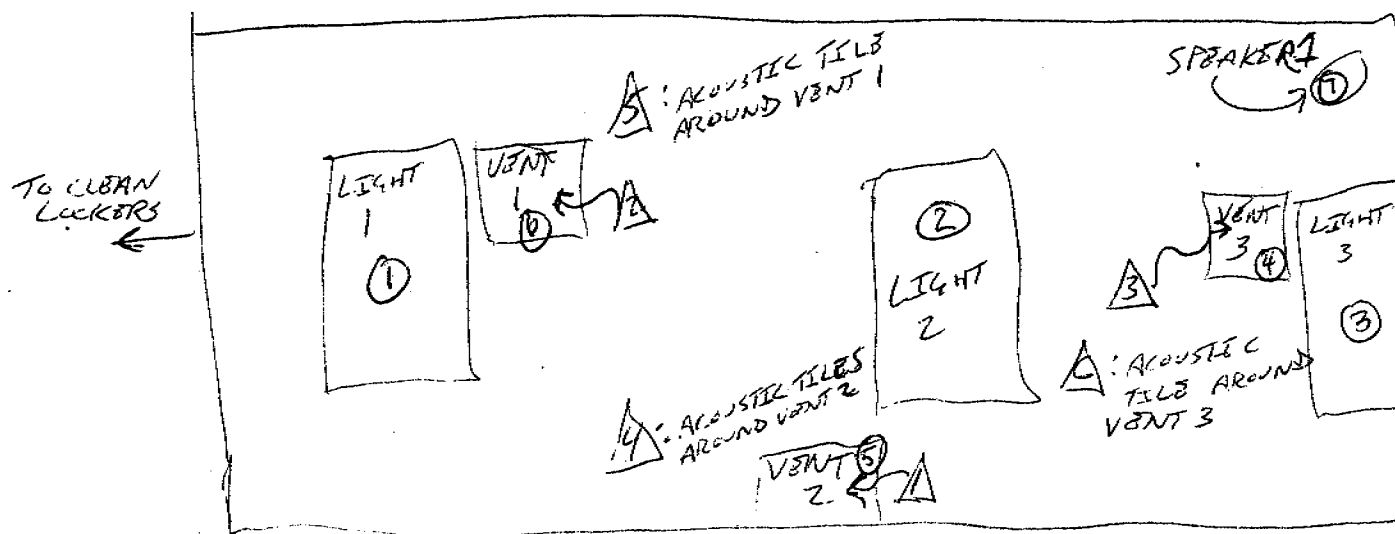 SPEAKER 1
17
5 : ACOUSTIC TILE
AROUND VENT 1
TO CLEAN
LOCKERS
LIGHT
1
1
VENT
1
6
2
2
LIGHT
2
VENT
3
4
3
LIGHT
3
3
4 : ACOUSTIC TILES
AROUND VENT 2
: ACOUSTIC
TILE AROUND
VENT 3
VENT
2
5
1